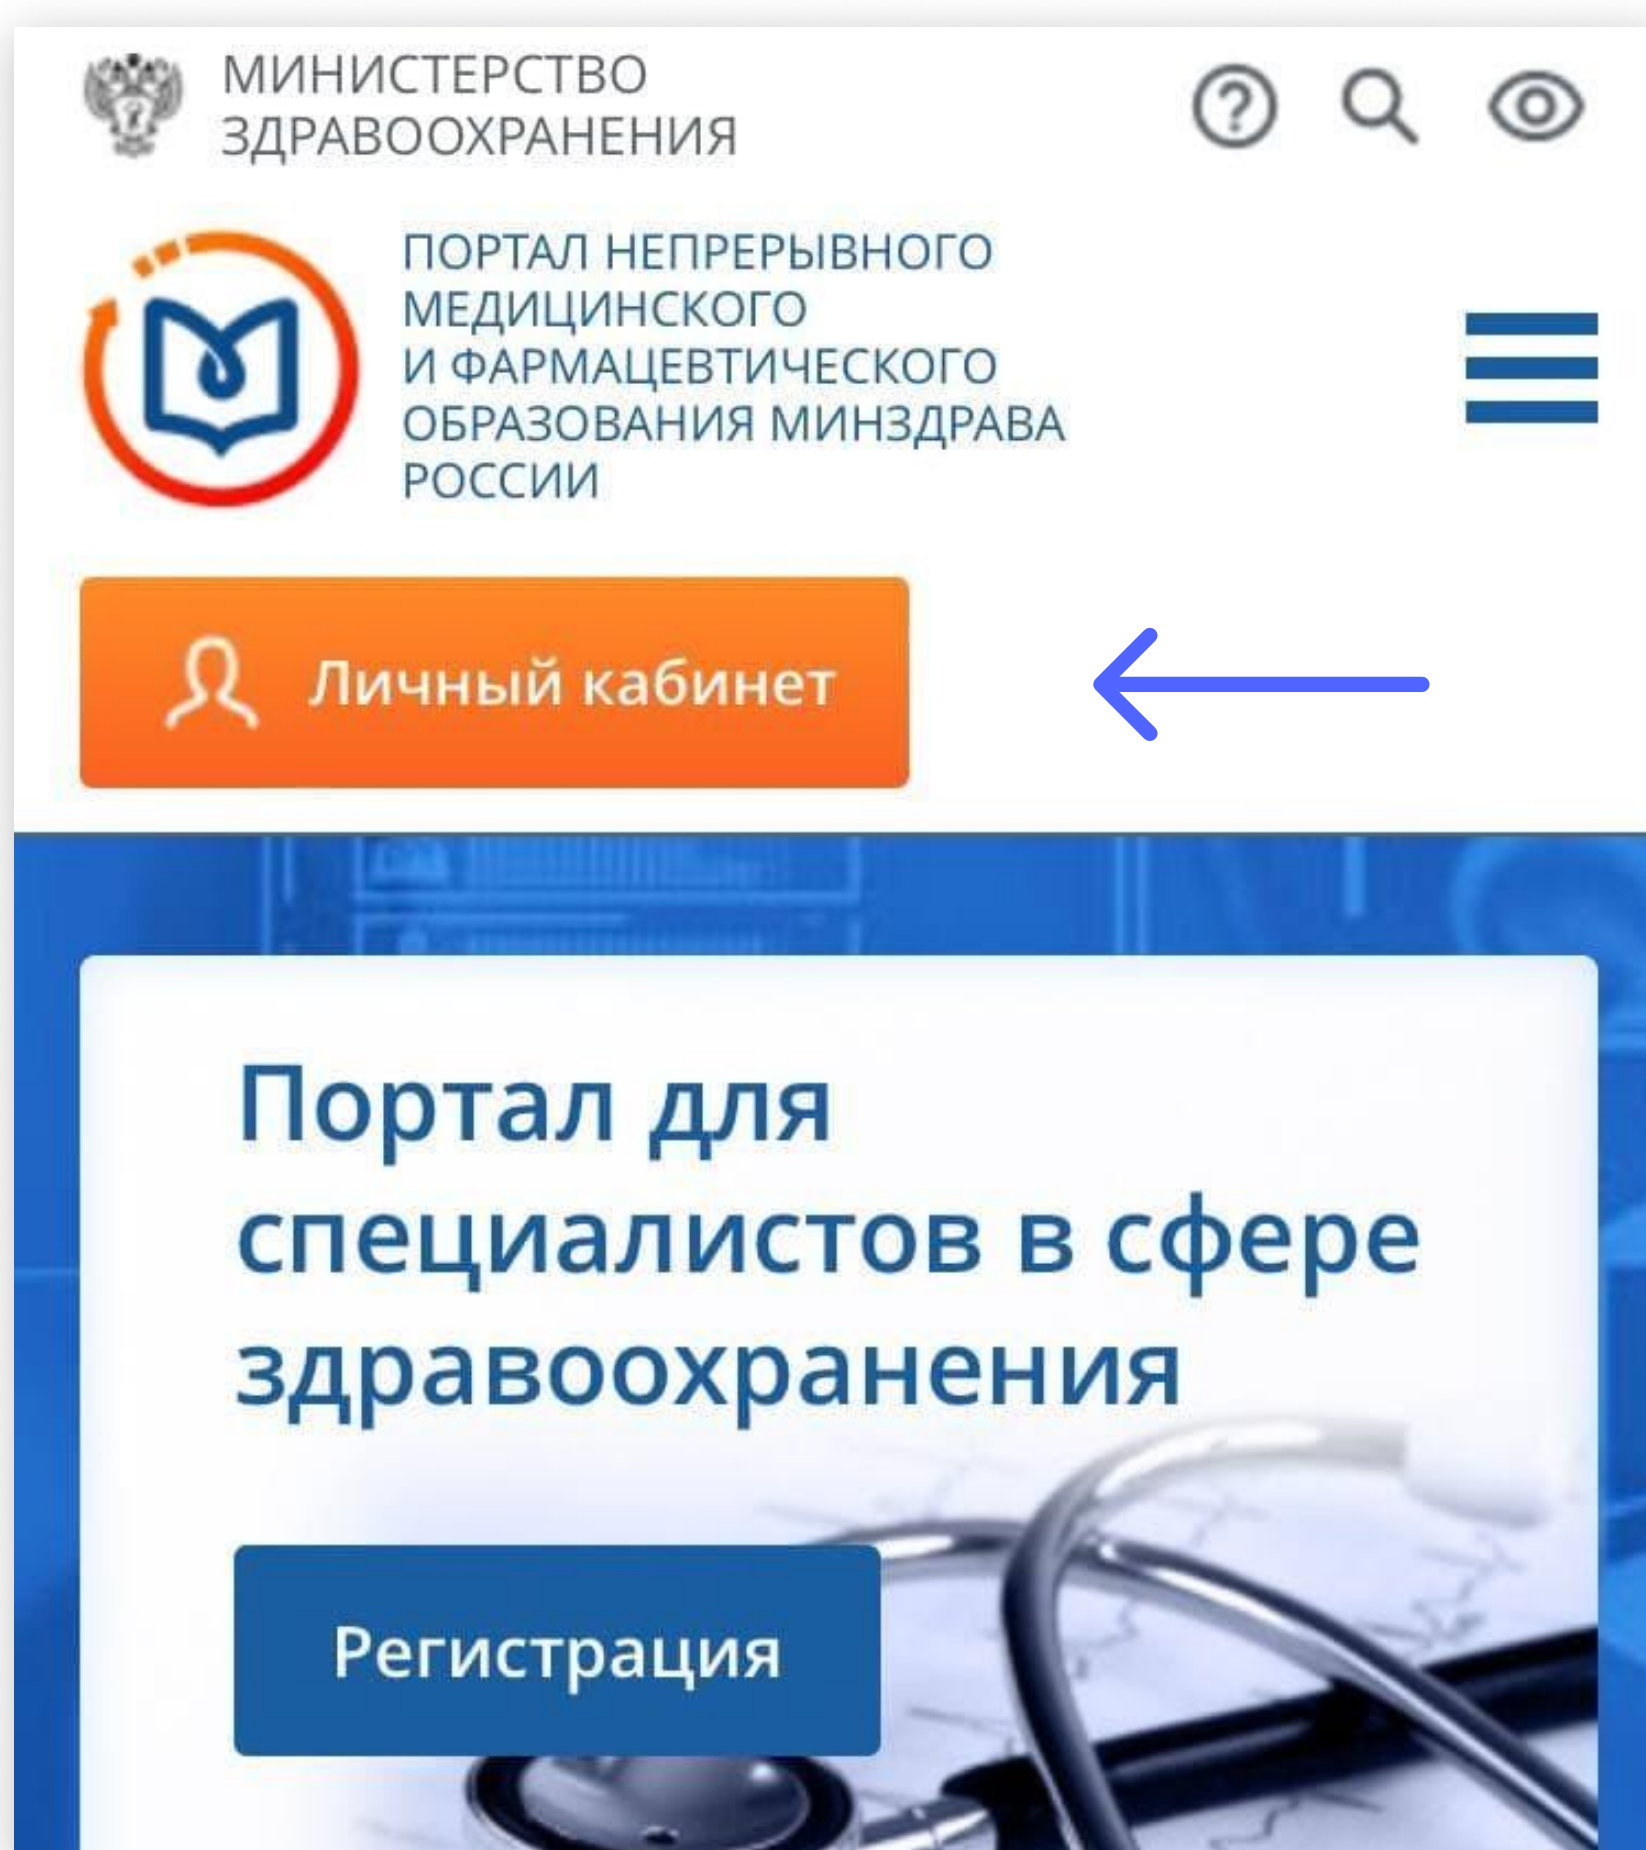 МИНИСТЕРСТВО
ЗДРАВООХРАНЕНИЯ
ПОРТАЛ НЕПРЕРЫВНОГО
МЕДИЦИНСКОГО
И ФАРМАЦЕВТИЧЕСКОГО
ОБРАЗОВАНИЯ МИНЗДРАВА
РОССИИ
Личный кабинет
Портал для
специалистов в сфере
здравоохранения
Регистрация